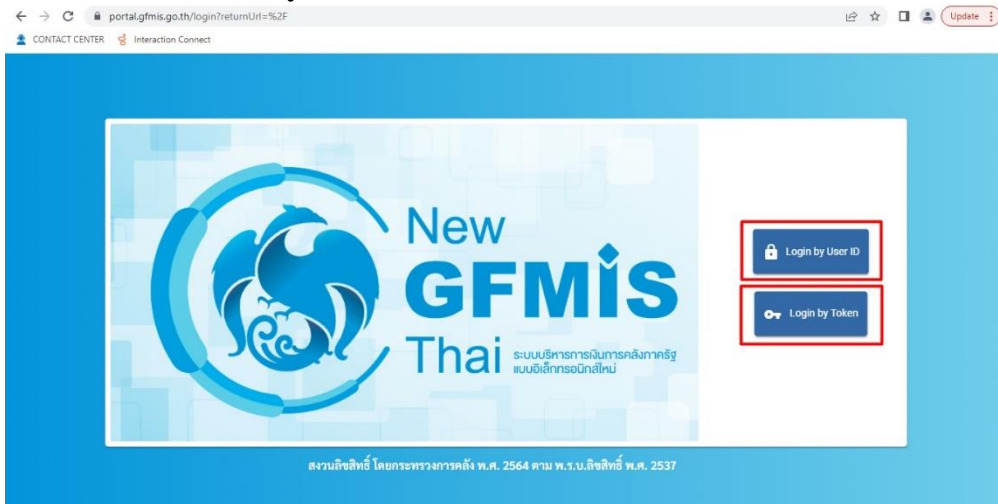 portal.gfmis.go.th/login?returnUrl=%2F
Update
CONTACT CENTER Interaction Connect
New
GFMiS
Thai
ระบบบริหารการเงินการคลังภาครัฐ
แบบอิเล็กทรอนิกส์ใหม่
Login by User ID
Login by Token
สงวนลิขสิทธิ์ โดยกระทรวงการคลัง พ.ศ. 2564 ตาม พ.ร.บ.ลิขสิทธิ์ พ.ศ. 2537